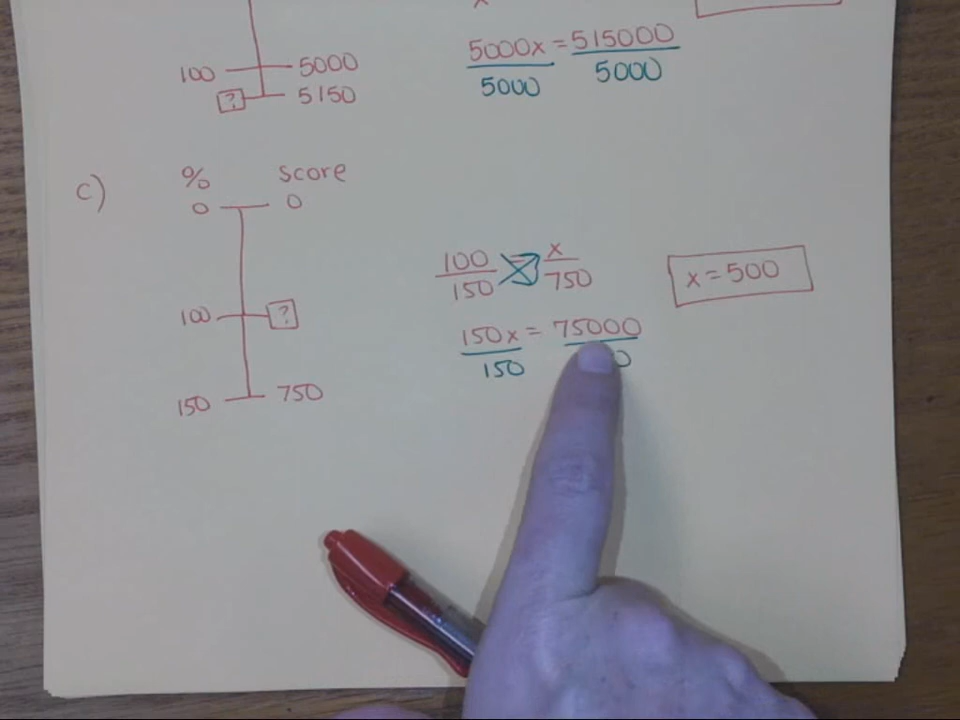 5000x = 515000
5000 5000
100 5000
? 5150
c) % score
0 0
100 ?
150 750
100 = x
150 750
150x = 75000
150
x = 500